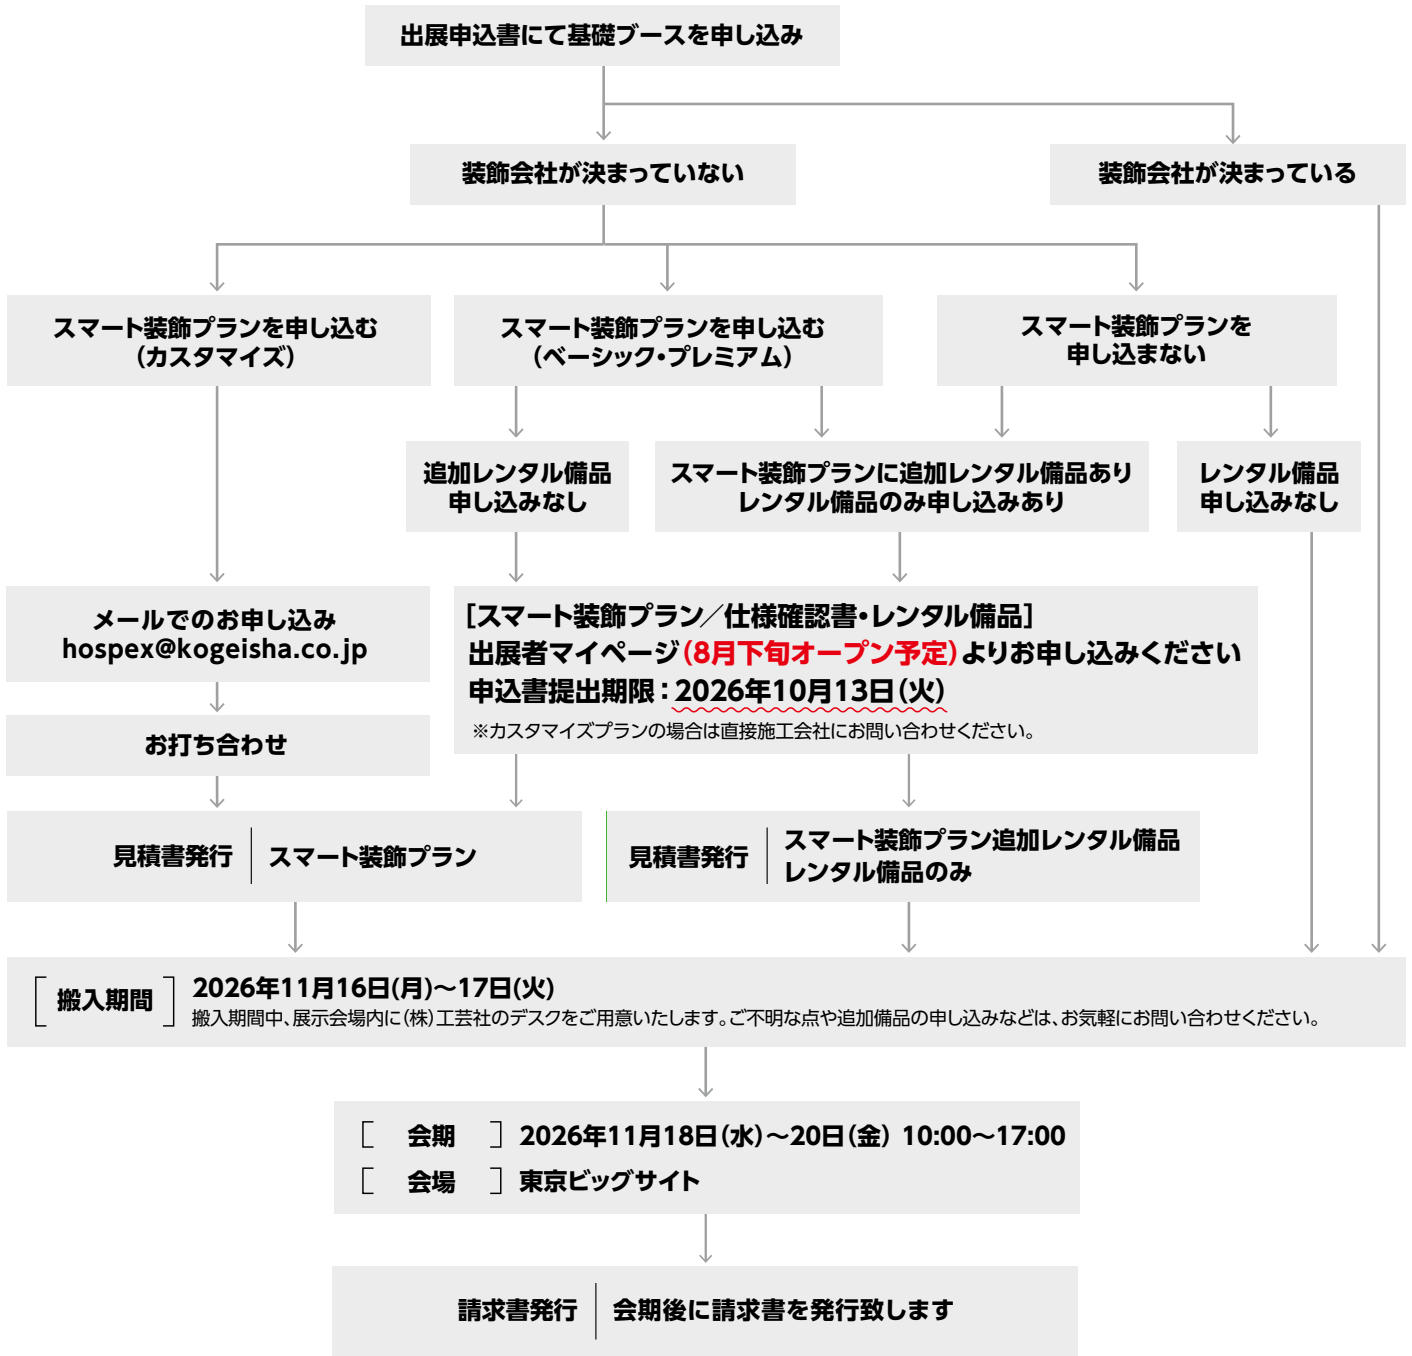 出展申込書にて基礎ブースを申し込み
装飾会社が決まっていない
装飾会社が決まっている
スマート装飾プランを申し込む
（カスタマイズ）
スマート装飾プランを申し込む
（ベーシック・プレミアム）
スマート装飾プランを
申し込まない
追加レンタル備品
申し込みなし
スマート装飾プランに追加レンタル備品あり
レンタル備品のみ申し込みあり
レンタル備品
申し込みなし
メールでのお申し込み
hospex@kogeisha.co.jp
お打ち合わせ
［スマート装飾プラン／仕様確認書・レンタル備品］
出展者マイページ（8月下旬オープン予定）よりお申し込みください
申込書提出期限：2026年10月13日（火）
※カスタマイズプランの場合は直接施工会社にお問い合わせください。
見積書発行 スマート装飾プラン
見積書発行 スマート装飾プラン追加レンタル備品
レンタル備品のみ
［搬入期間］ 2026年11月16日(月)～17日(火)
搬入期間中、展示会場内に（株）工芸社のデスクをご用意いたします。ご不明な点や追加備品の申し込みなどは、お気軽にお問い合わせください。
［ 会期 ］ 2026年11月18日（水）～20日（金） 10:00～17:00
［ 会場 ］ 東京ビッグサイト
請求書発行 会期後に請求書を発行致します